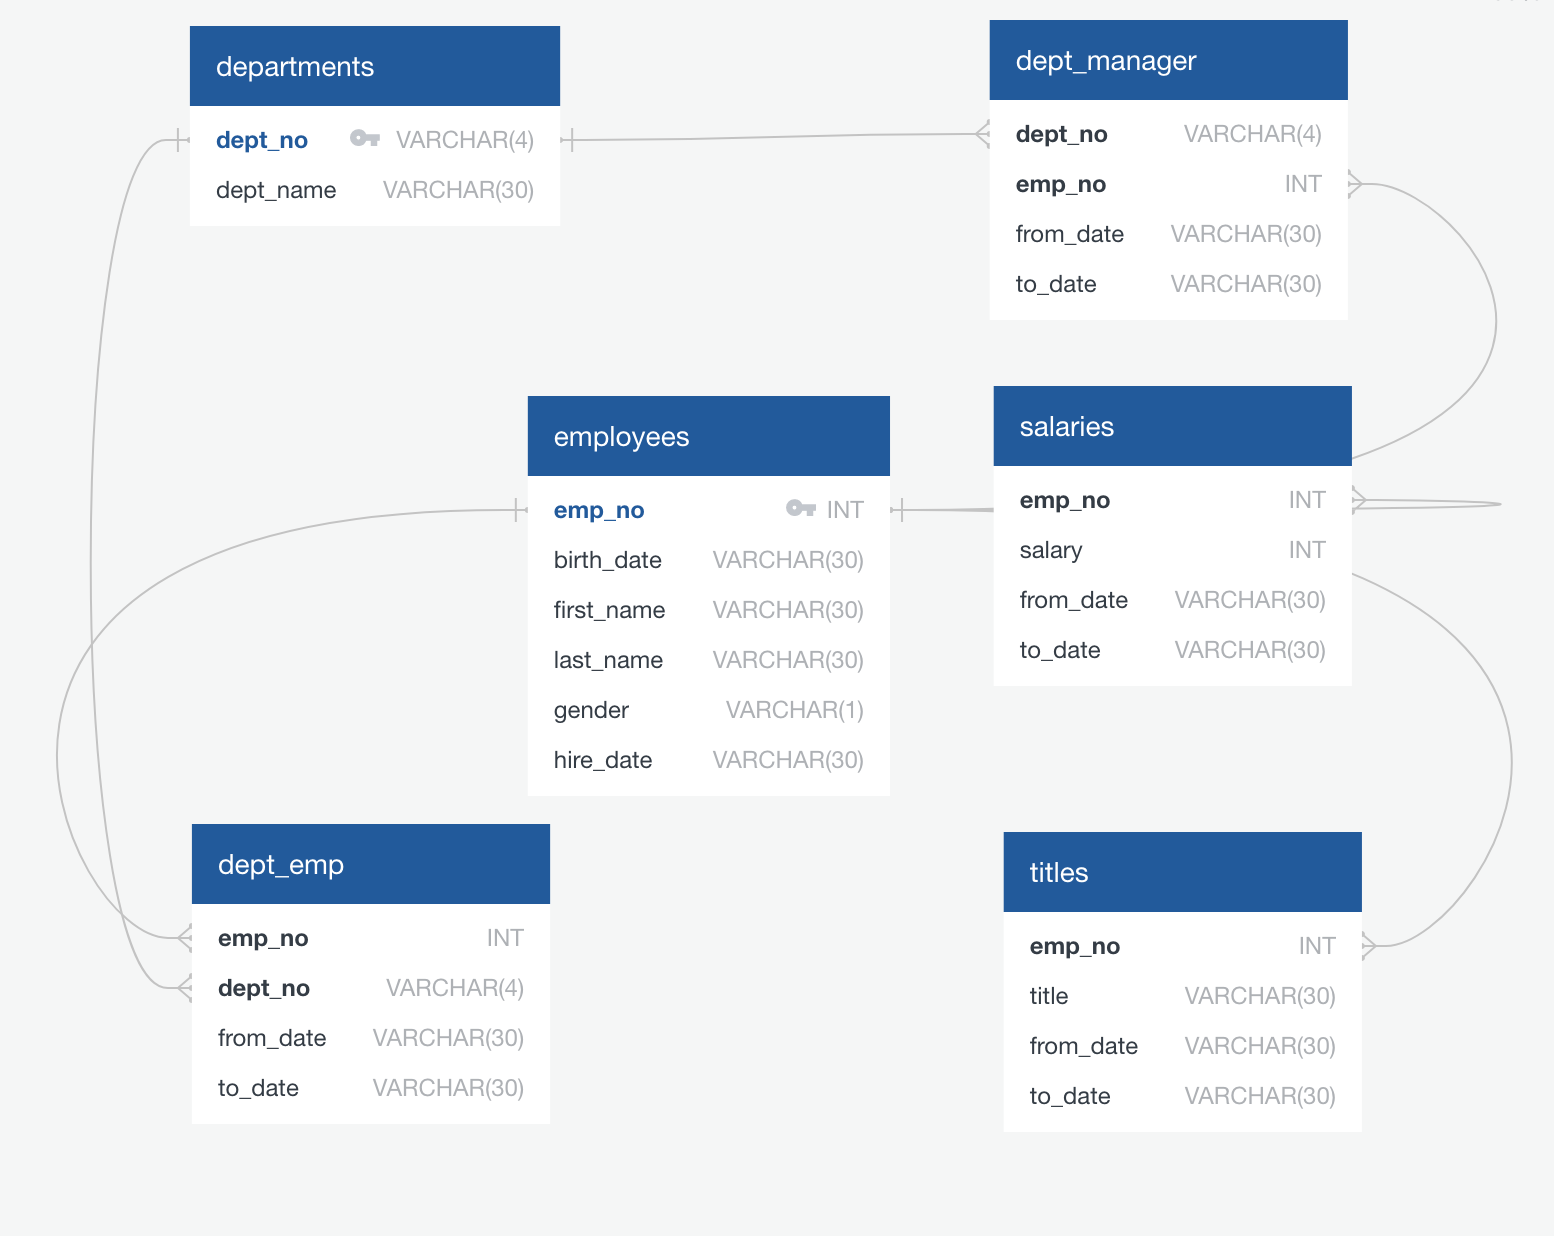 departments
dept_no VARCHAR(4)
dept_name VARCHAR(30)
dept_manager
dept_no VARCHAR(4)
emp_no INT
from_date VARCHAR(30)
to_date VARCHAR(30)
employees
emp_no INT
birth_date VARCHAR(30)
first_name VARCHAR(30)
last_name VARCHAR(30)
gender VARCHAR(1)
hire_date VARCHAR(30)
salaries
emp_no INT
salary INT
from_date VARCHAR(30)
to_date VARCHAR(30)
dept_emp
emp_no INT
dept_no VARCHAR(4)
from_date VARCHAR(30)
to_date VARCHAR(30)
titles
emp_no INT
title VARCHAR(30)
from_date VARCHAR(30)
to_date VARCHAR(30)